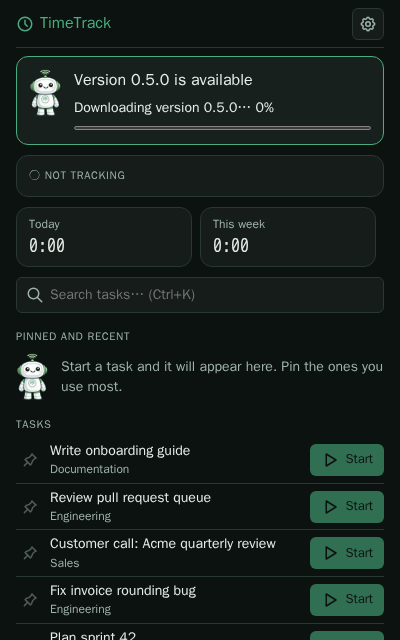 TimeTrack
Version 0.5.0 is available
Downloading version 0.5.0··· 0%
NOT TRACKING
Today
0:00
This week
0:00
Search tasks··· (Ctrl+K)
PINNED AND RECENT
Start a task and it will appear here. Pin the ones you
use most.
TASKS
Write onboarding guide
Documentation
Start
Review pull request queue
Engineering
Start
Customer call: Acme quarterly review
Sales
Start
Fix invoice rounding bug
Engineering
Start
Plan sprint 42